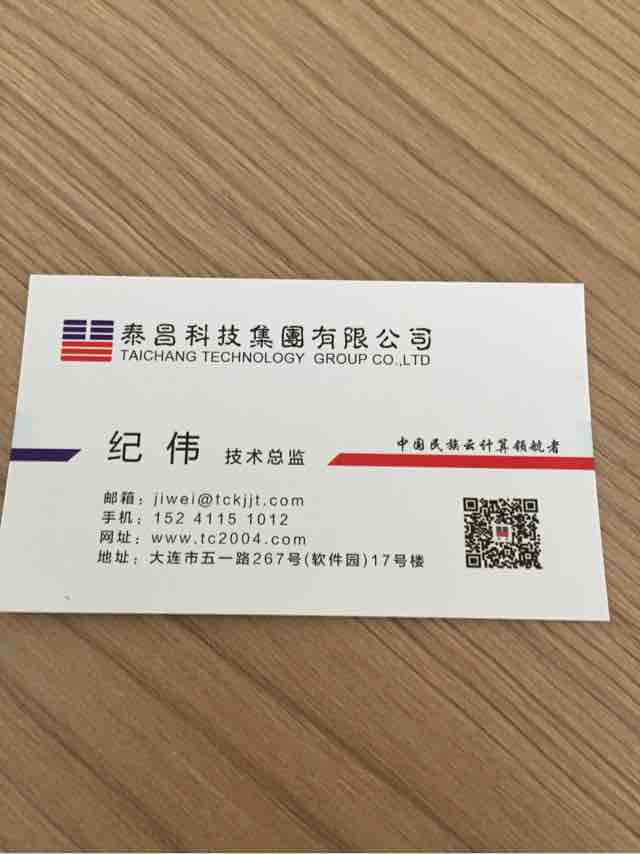 泰昌科技集團有限公司
TAICHANG TECHNOLOGY GROUP CO.,LTD
纪伟 技术总监
中国民族云计算领航者
邮箱：jiwei@tckjjt.com
手机：152 4115 1012
网址：www.tc2004.com
地址：大连市五一路267号(软件园)17号楼